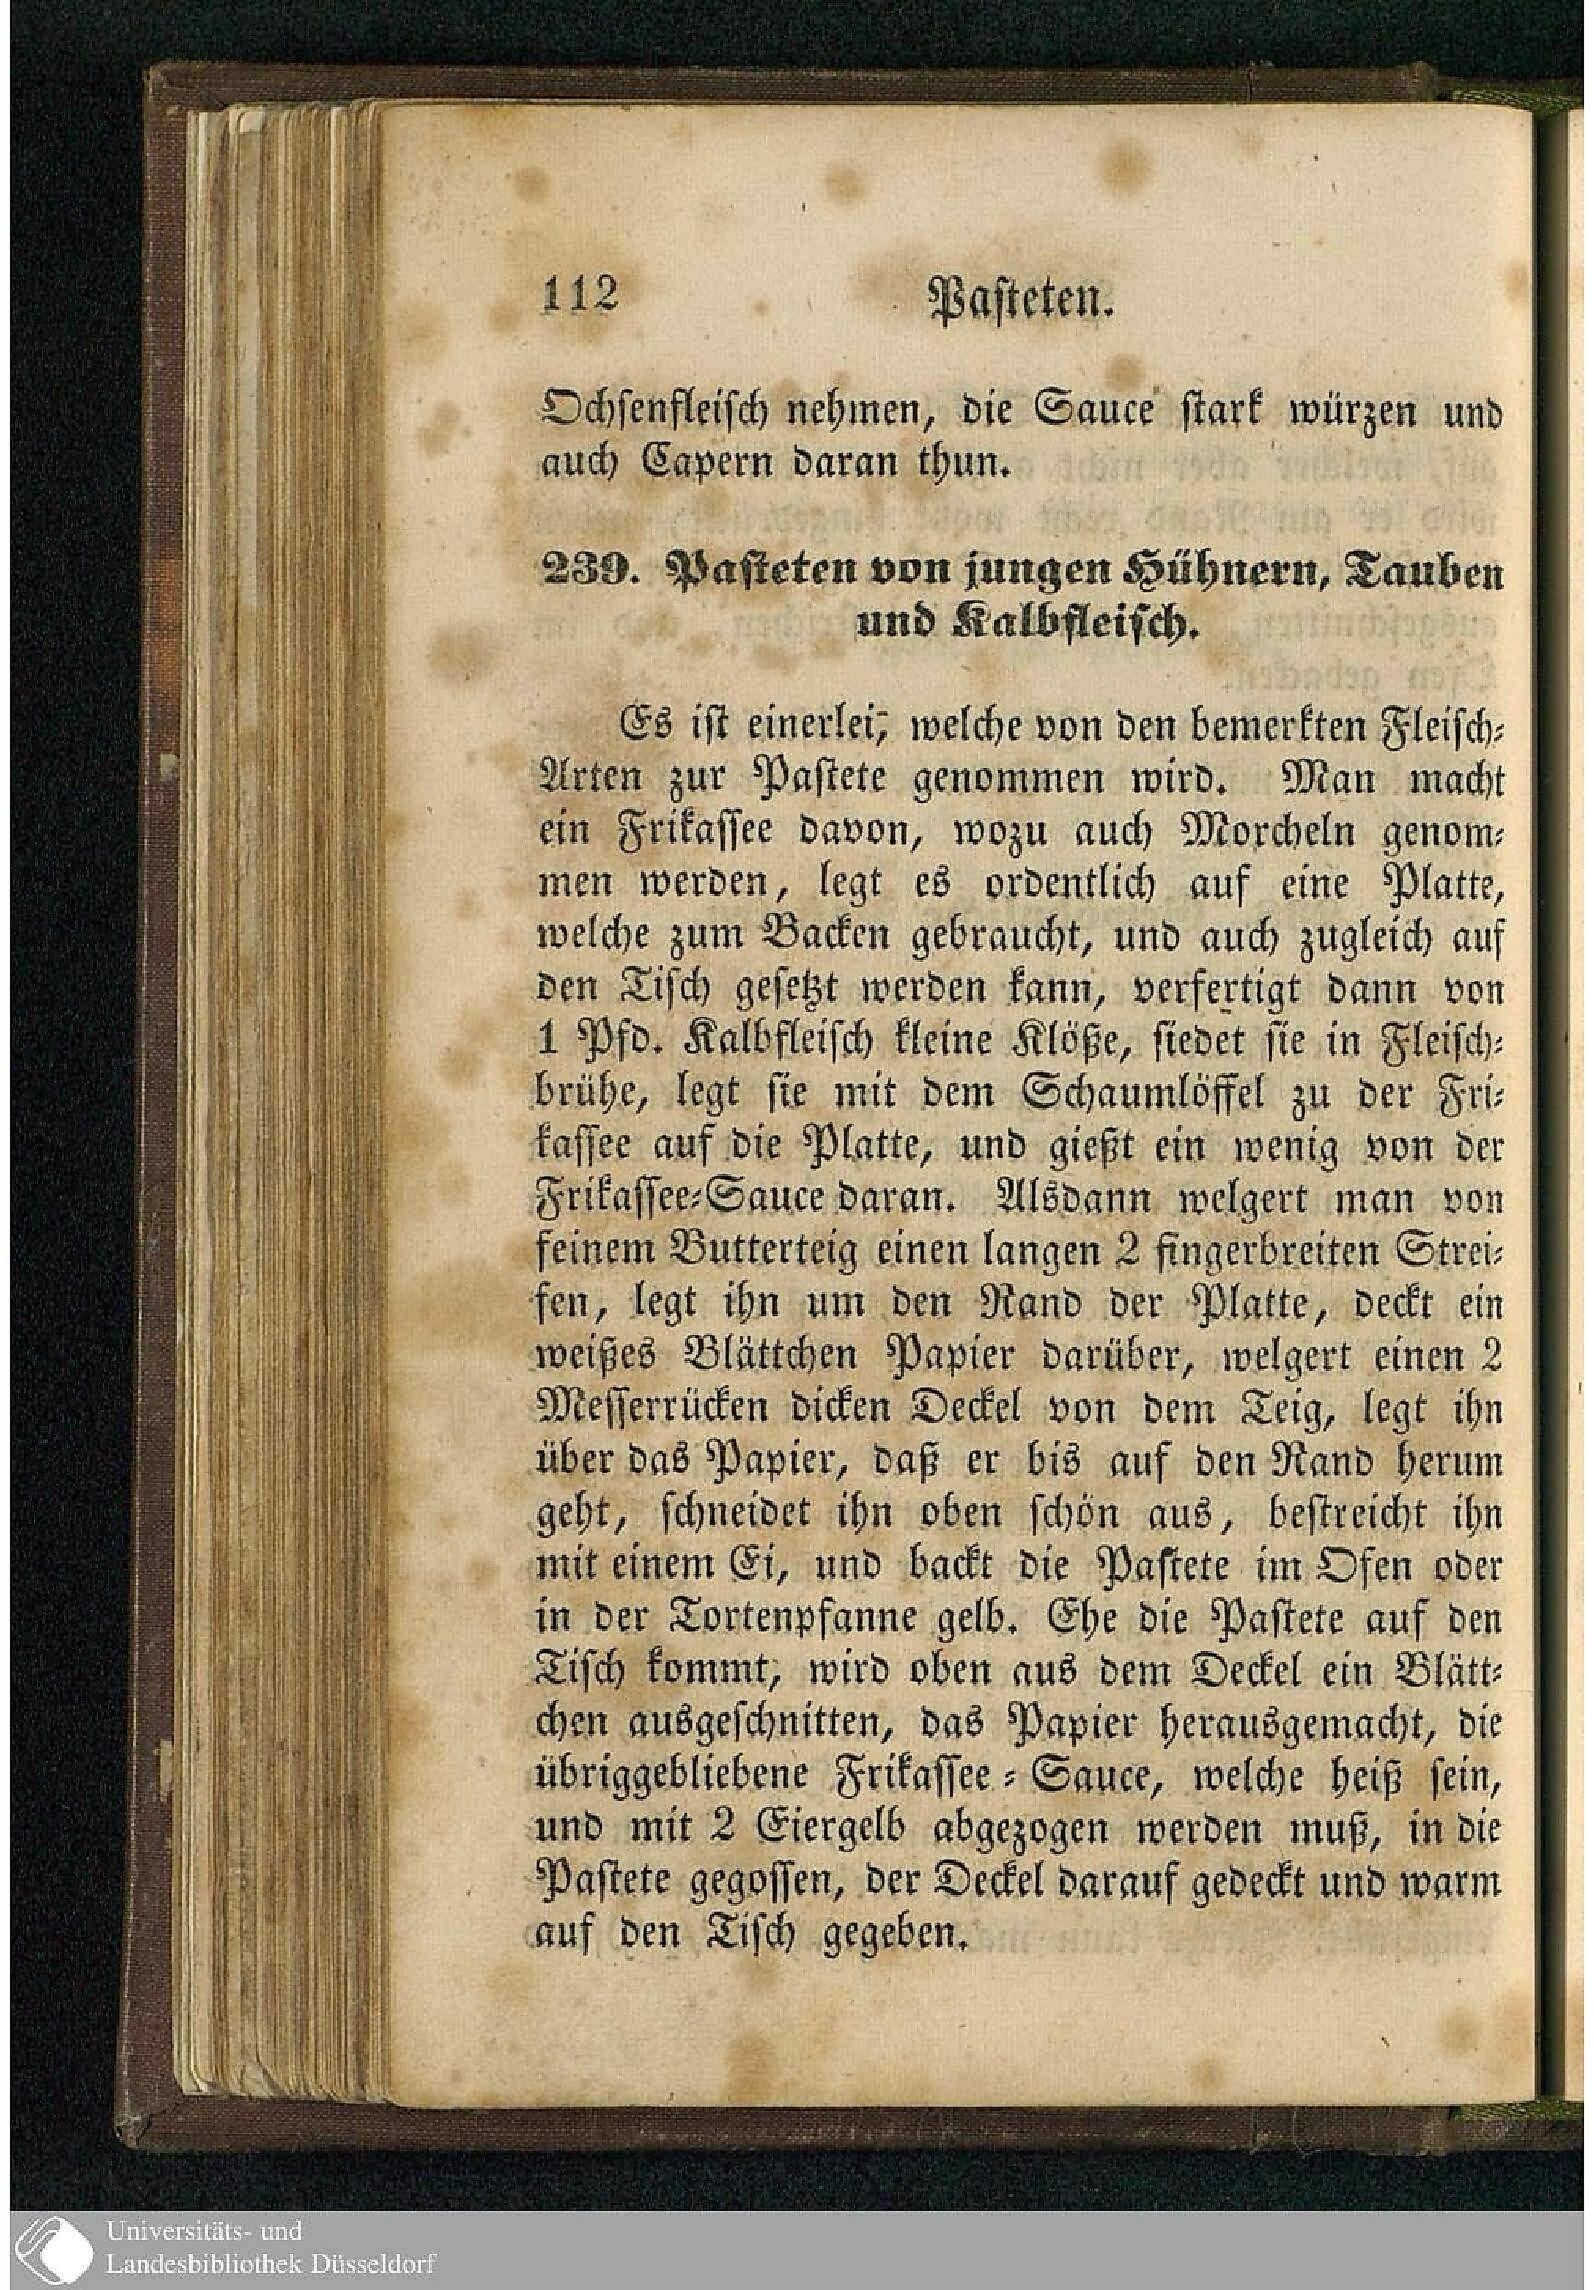 112 Pasteten.
Ochsenfleisch nehmen, die Sauce stark würzen und
auch Capern daran thun.
239. Pasteten von jungen Hühnern, Tauben
und Kalbfleisch.
Es ist einerlei, welche von den bemerkten Fleisch-
Arten zur Pastete genommen wird. Man macht
ein Frikassee davon, wozu auch Morcheln genom-
men werden, legt es ordentlich auf eine Platte,
welche zum Backen gebraucht, und auch zugleich auf
den Tisch gesetzt werden kann, verfertigt dann von
1 Pfd. Kalbfleisch kleine Klöße, siedet sie in Fleisch-
brühe, legt sie mit dem Schaumlöffel zu der Fri-
kassee auf die Platte, und gießt ein wenig von der
Frikassee-Sauce daran. Alsdann welgert man von
feinem Butterteig einen langen 2 fingerbreiten Strei-
fen, legt ihn um den Rand der Platte, deckt ein
weißes Blättchen Papier darüber, welgert einen 2
Messerrücken dicken Deckel von dem Teig, legt ihn
über das Papier, daß er bis auf den Rand herum
geht, schneidet ihn oben schön aus, bestreicht ihn
mit einem Ei, und backt die Pastete im Ofen oder
in der Tortenpfanne gelb. Ehe die Pastete auf den
Tisch kommt, wird oben aus dem Deckel ein Blätt-
chen ausgeschnitten, das Papier herausgemacht, die
übriggebliebene Frikassee-Sauce, welche heiß sein,
und mit 2 Eiergelb abgezogen werden muß, in die
Pastete gegossen, der Deckel darauf gedeckt und warm
auf den Tisch gegeben.
Universitäts- und
Landesbibliothek Düsseldorf